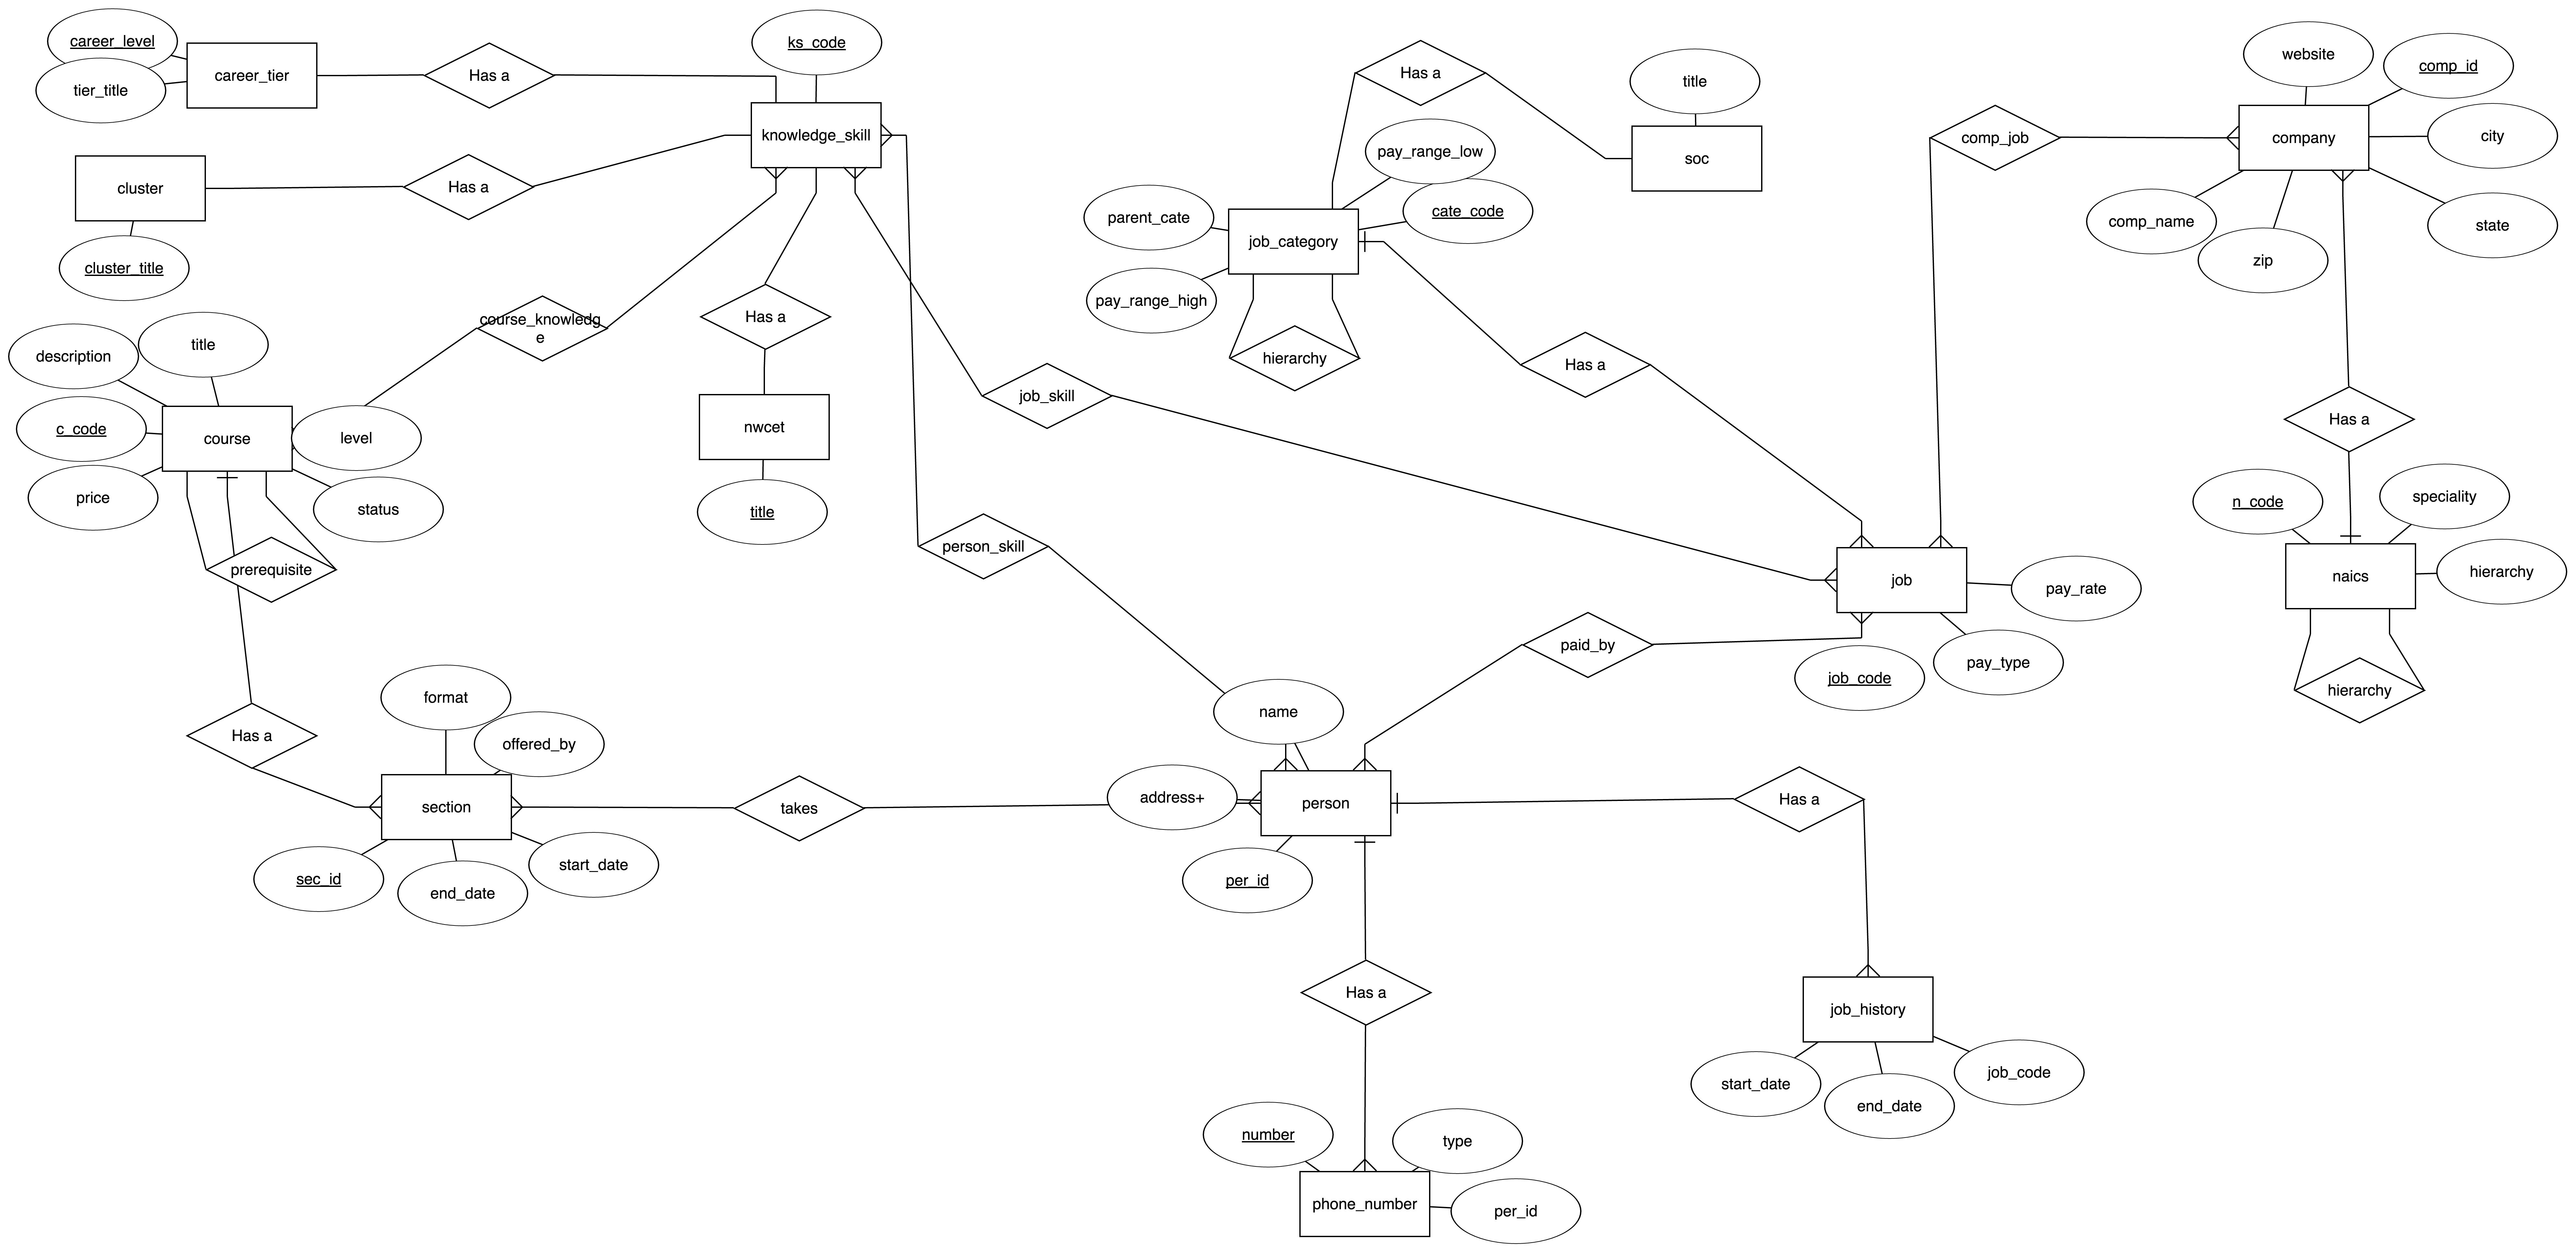 career_level
career_tier
tier_title
Has a
ks_code
knowledge_skill
cluster
Has a
cluster_title
Has a
title
soc
pay_range_low
parent_cate
cate_code
job_category
pay_range_high
hierarchy
website
comp_id
comp_job
company
city
comp_name
state
zip
course_knowledg
e
Has a
title
description
c_code
course
level
price
status
prerequisite
nwcet
title
job_skill
Has a
Has a
n_code
speciality
naics
hierarchy
hierarchy
person_skill
job
pay_rate
paid_by
pay_type
job_code
name
format
offered_by
Has a
section
takes
address+
person
Has a
sec_id
end_date
start_date
per_id
Has a
job_history
start_date
end_date
job_code
number
type
phone_number
per_id